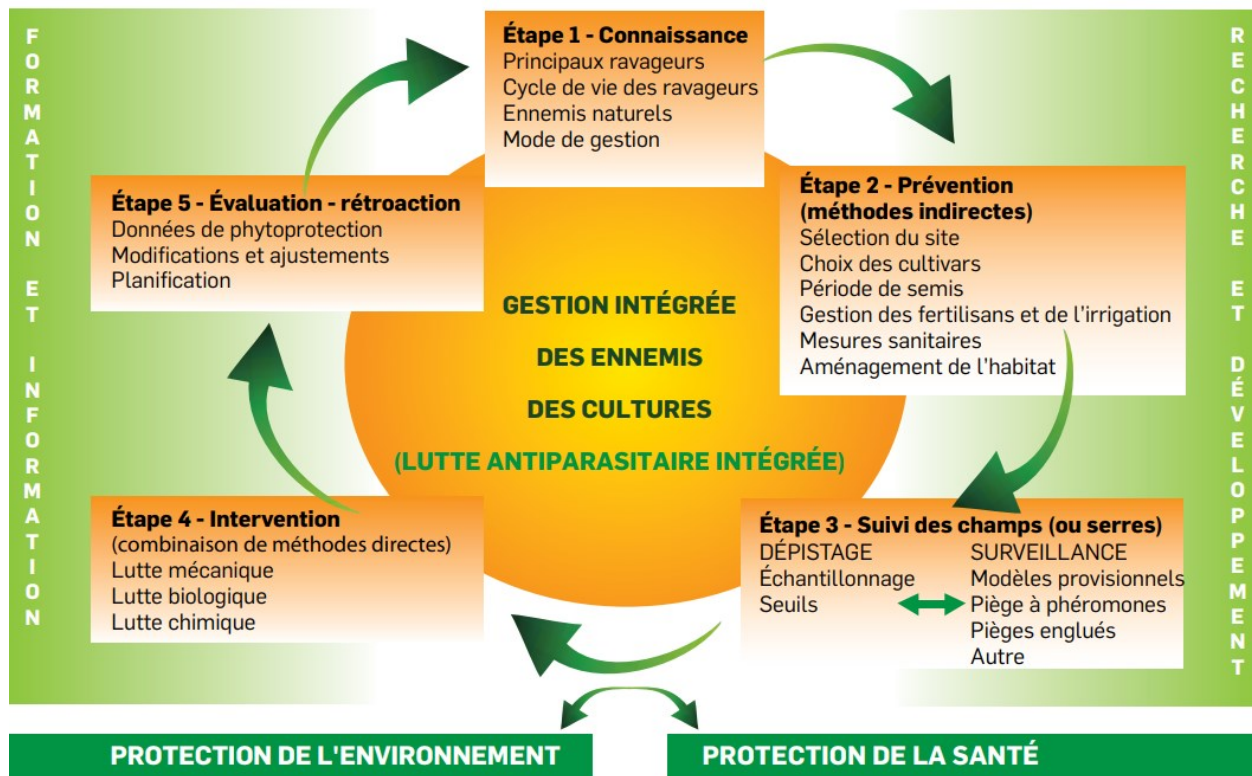 FORMATION ET INFORMATION
Étape 1 - Connaissance
Principaux ravageurs
Cycle de vie des ravageurs
Ennemis naturels
Mode de gestion
RECHERCHE ET DÉVELOPPEMENT
Étape 2 - Prévention
(méthodes indirectes)
Sélection du site
Choix des cultivars
Période de semis
Gestion des fertilisans et de l'irrigation
Mesures sanitaires
Aménagement de l'habitat
Étape 3 - Suivi des champs (ou serres)
DÉPISTAGE
Échantillonnage
Seuils
SURVEILLANCE
Modèles provisionnels
Piège à phéromones
Pièges englués
Autre
Étape 4 - Intervention
(combinaison de méthodes directes)
Lutte mécanique
Lutte biologique
Lutte chimique
Étape 5 - Évaluation - rétroaction
Données de phytoprotection
Modifications et ajustements
Planification
GESTION INTÉGRÉE
DES ENNEMIS
DES CULTURES
(LUTTE ANTIPARASITAIRE INTÉGRÉE)
PROTECTION DE L'ENVIRONNEMENT
PROTECTION DE LA SANTÉ